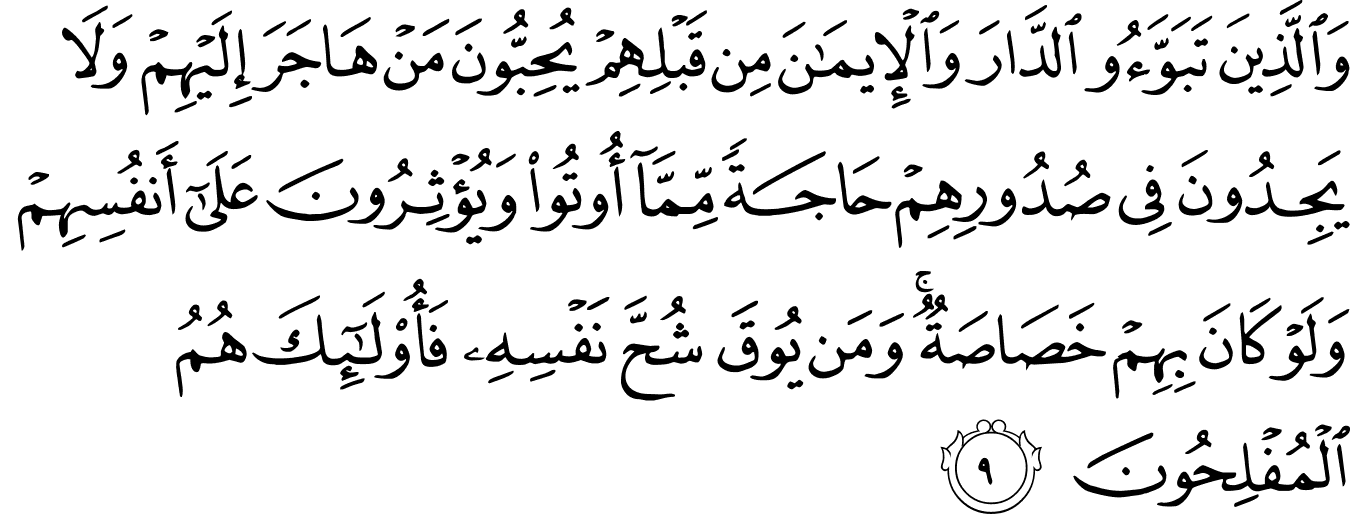 وَٱلَّذِينَ تَبَوَّءُو ٱلدَّارَ وَٱلْإِيمَـٰنَ مِن قَبْلِهِمْ يُحِبُّونَ مَنْ هَاجَرَ إِلَيْهِمْ وَلَا
يَجِدُونَ فِى صُدُورِهِمْ حَاجَةً مِّمَّآ أُوتُوا۟ وَيُؤْثِرُونَ عَلَىٰٓ أَنفُسِهِمْ
وَلَوْ كَانَ بِهِمْ خَصَاصَةٌ ۚ وَمَن يُوقَ شُحَّ نَفْسِهِۦ فَأُو۟لَـٰٓئِكَ هُمُ
ٱلْمُفْلِحُونَ ٩